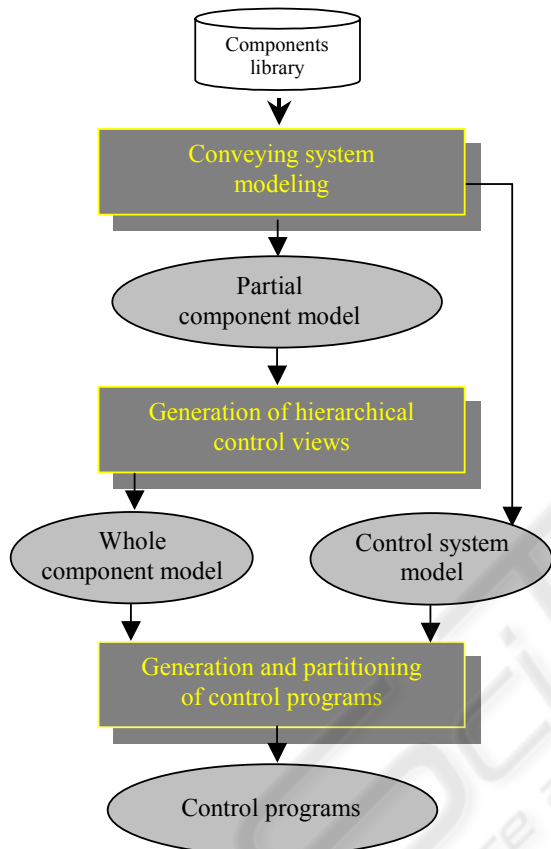 Components
library
Conveying system
modeling
Partial
component model
Generation of hierarchical
control views
Whole
component model
Control system
model
Generation and partitioning
of control programs
Control programs